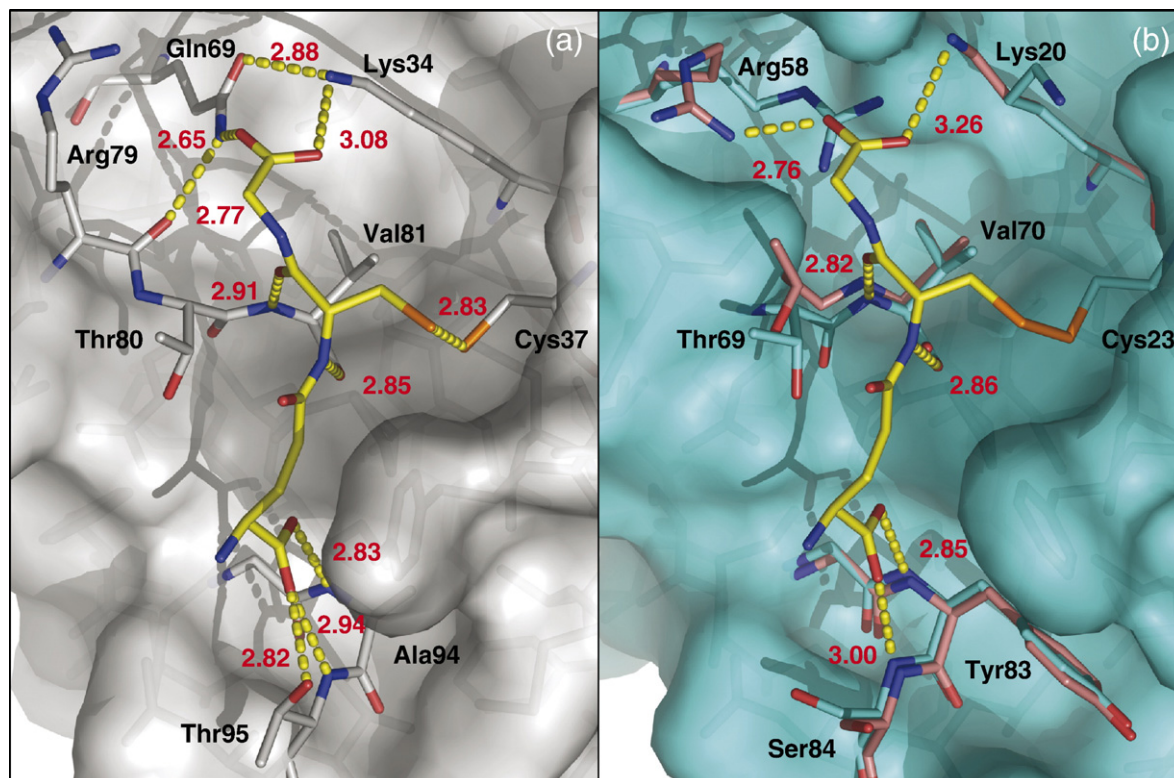 (a)
Gln69
2.88
Lys34
2.65
3.08
Arg79
2.77
Val81
2.91
2.83
Thr80
Cys37
2.85
2.83
2.94
2.82
Ala94
Thr95
(b)
Lys20
Arg58
3.26
2.76
Val70
2.82
Thr69
Cys23
2.86
2.85
3.00
Tyr83
Ser84